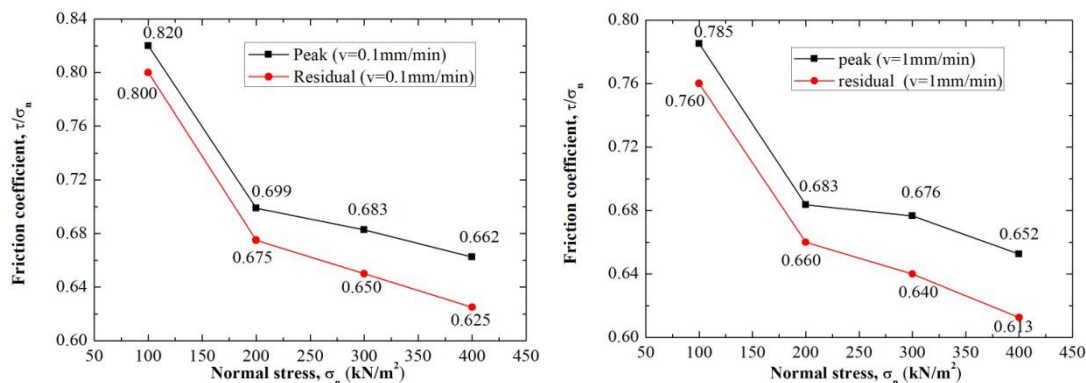 Friction coefficient, τ/σn
0.84
0.80
0.76
0.72
0.68
0.64
0.60
0.820
0.800
0.699
0.675
0.683
0.650
0.662
0.625
Peak (v=0.1mm/min)
Residual (v=0.1mm/min)
50 100 150 200 250 300 350 400 450
Normal stress, σn (kN/m²)
Friction coefficient, τ/σn
0.80
0.76
0.72
0.68
0.64
0.60
0.785
0.760
0.683
0.660
0.676
0.640
0.652
0.613
peak (v=1mm/min)
residual (v=1mm/min)
50 100 150 200 250 300 350 400 450
Normal stress, σn (kN/m²)